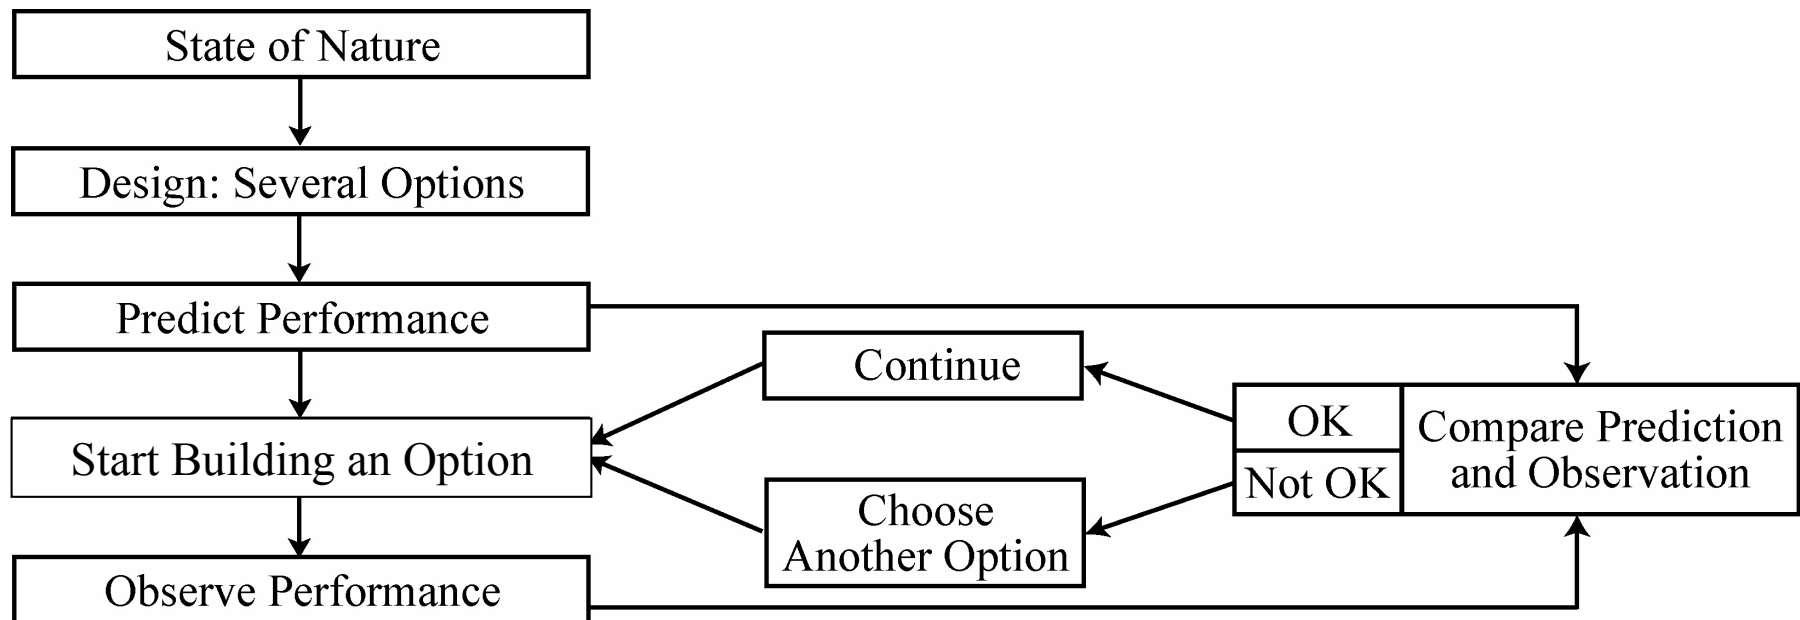 State of Nature
Design: Several Options
Predict Performance
Continue
OK
Compare Prediction
and Observation
Start Building an Option
Not OK
Choose
Another Option
Observe Performance